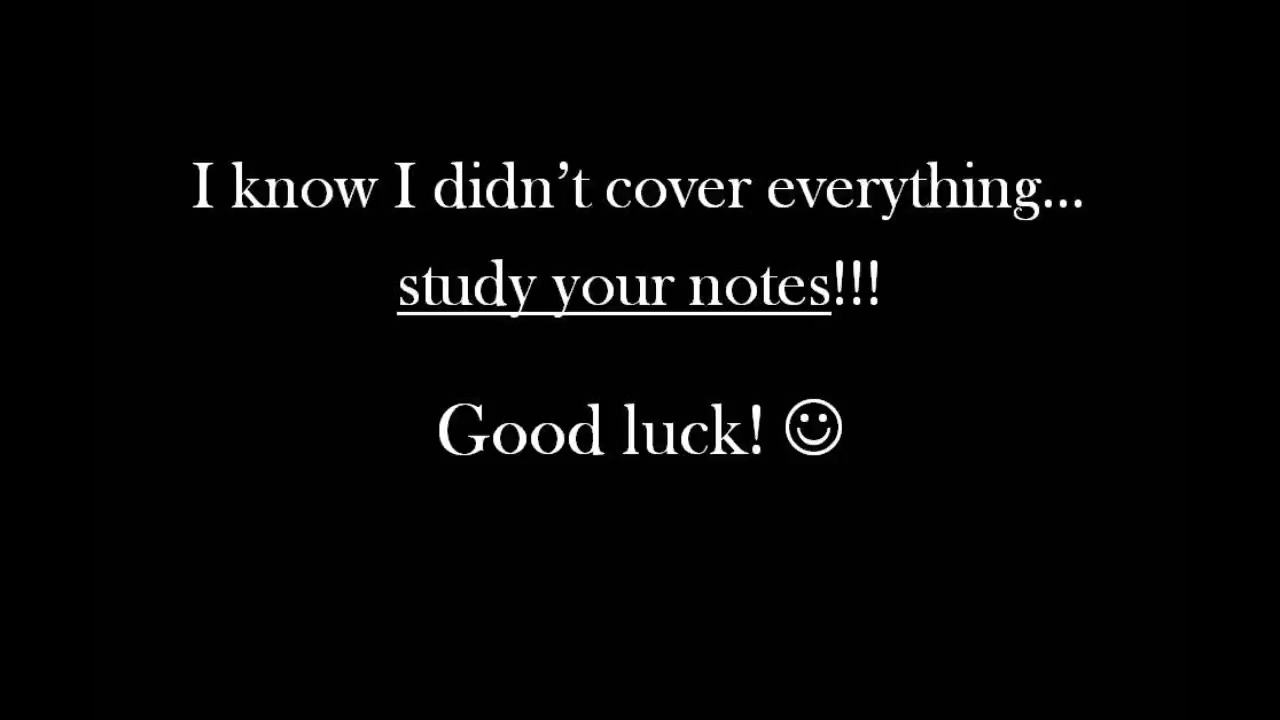 I know I didn’t cover everything...
study your notes!!!
Good luck! ☺